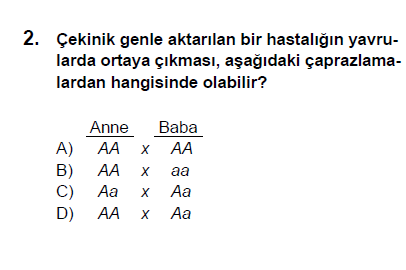 2. Çekinik genle aktarılan bir hastalığın yavru-
larda ortaya çıkması, aşağıdaki çaprazlama-
lardan hangisinde olabilir?
Anne Baba
A) AA x AA
B) AA x aa
C) Aa x Aa
D) AA x Aa